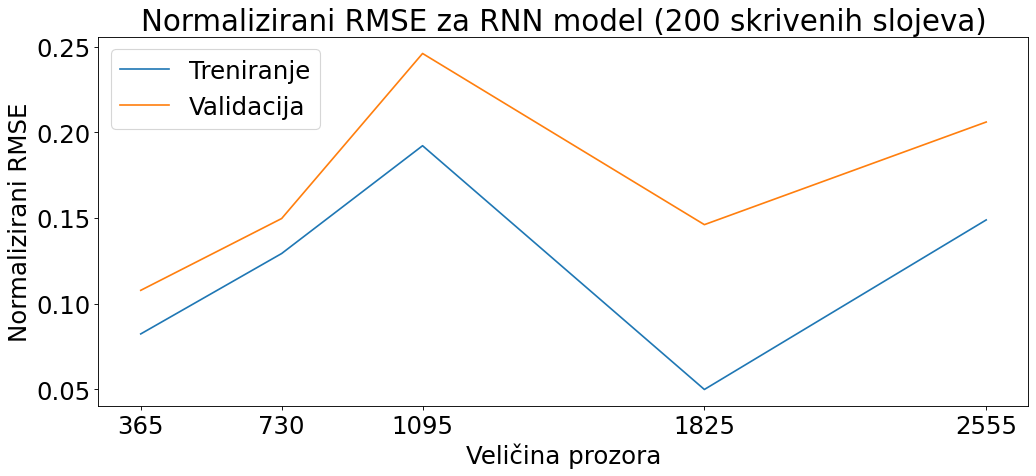 Normalizirani RMSE za RNN model (200 skrivenih slojeva)
Treniranje
Validacija
Normalizirani RMSE
0.25
0.20
0.15
0.10
0.05
365 730 1095 1825 2555
Veličina prozora